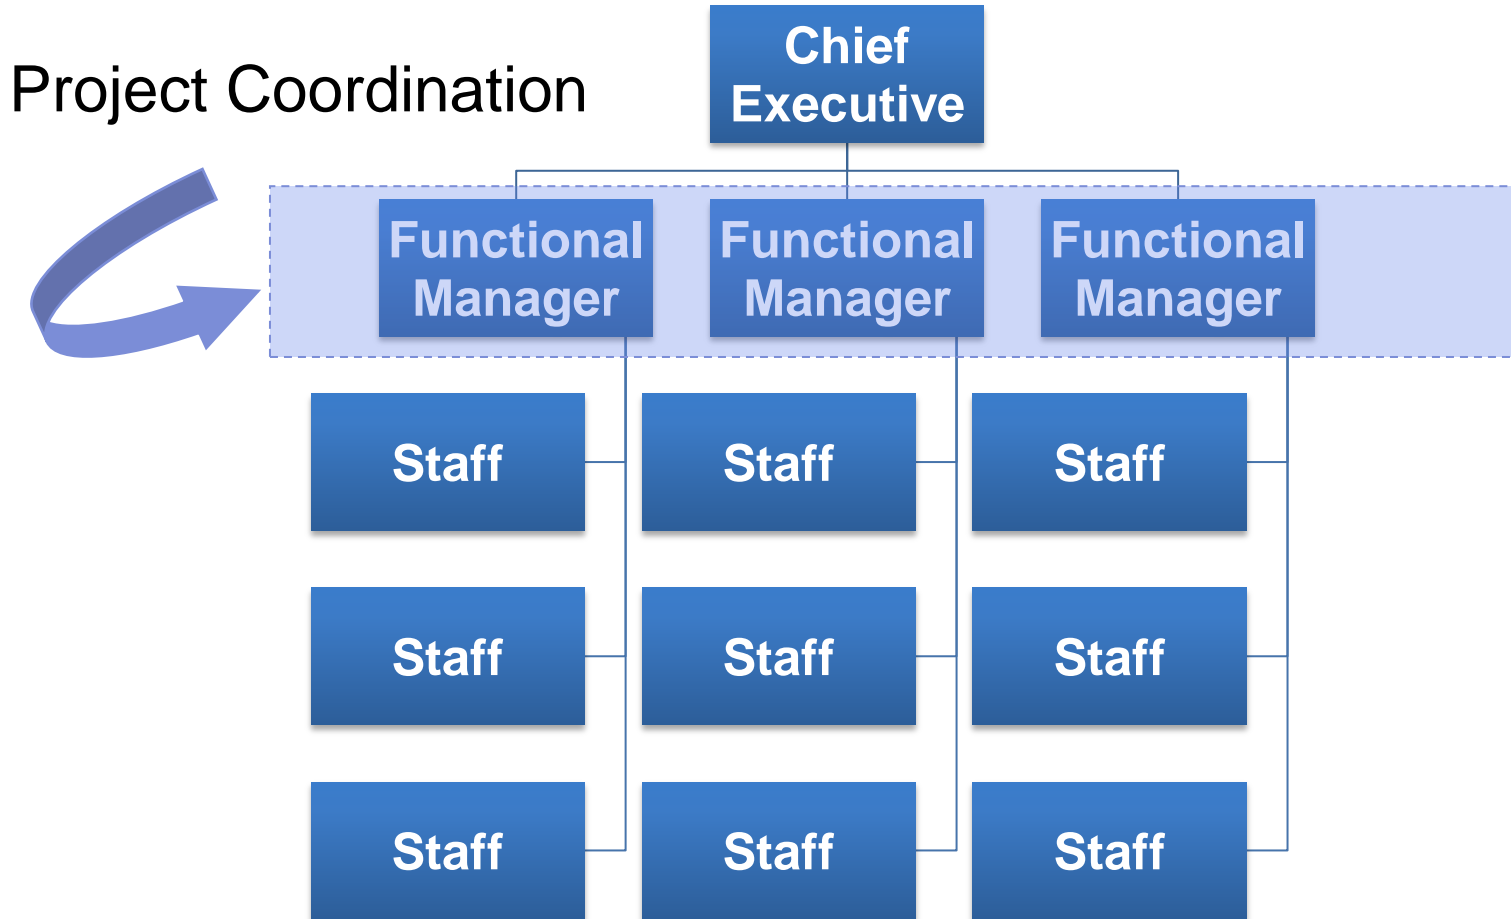 Project Coordination
Chief
Executive
Functional
Manager
Functional
Manager
Functional
Manager
Staff
Staff
Staff
Staff
Staff
Staff
Staff
Staff
Staff